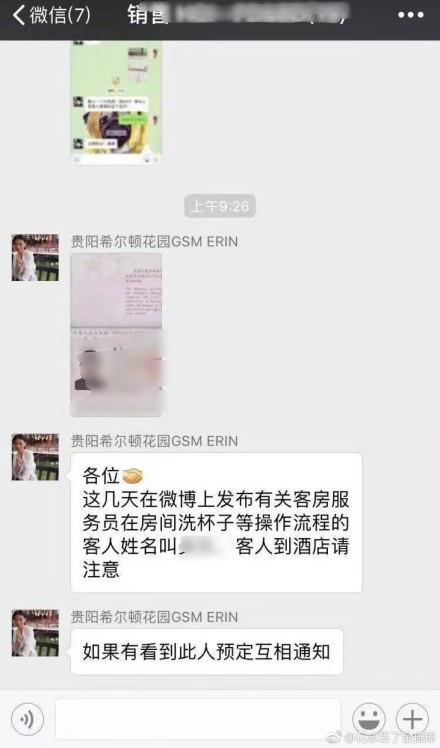 微信(7)
销售
上午9:26
贵阳希尔顿花园GSM ERIN
贵阳希尔顿花园GSM ERIN
各位🤝
这几天在微博上发布有关客房服
务员在房间洗杯子等操作流程的
客人姓名叫 客人到酒店请
注意
贵阳希尔顿花园GSM ERIN
如果有看到此人预定互相通知